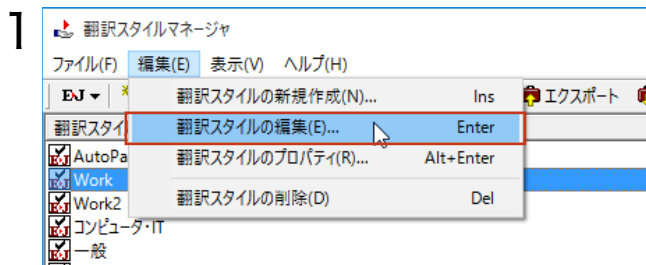 1
翻訳スタイルマネージャ
ファイル(F) 編集(E) 表示(V) ヘルプ(H)
EJ 翻訳スタイルの新規作成(N)... Ins エクスポート
翻訳スタイ 翻訳スタイルの編集(E)... Enter
AutoPa 翻訳スタイルのプロパティ(R)... Alt+Enter
Work
Work2 翻訳スタイルの削除(D) Del
コンピュータ・IT
一般